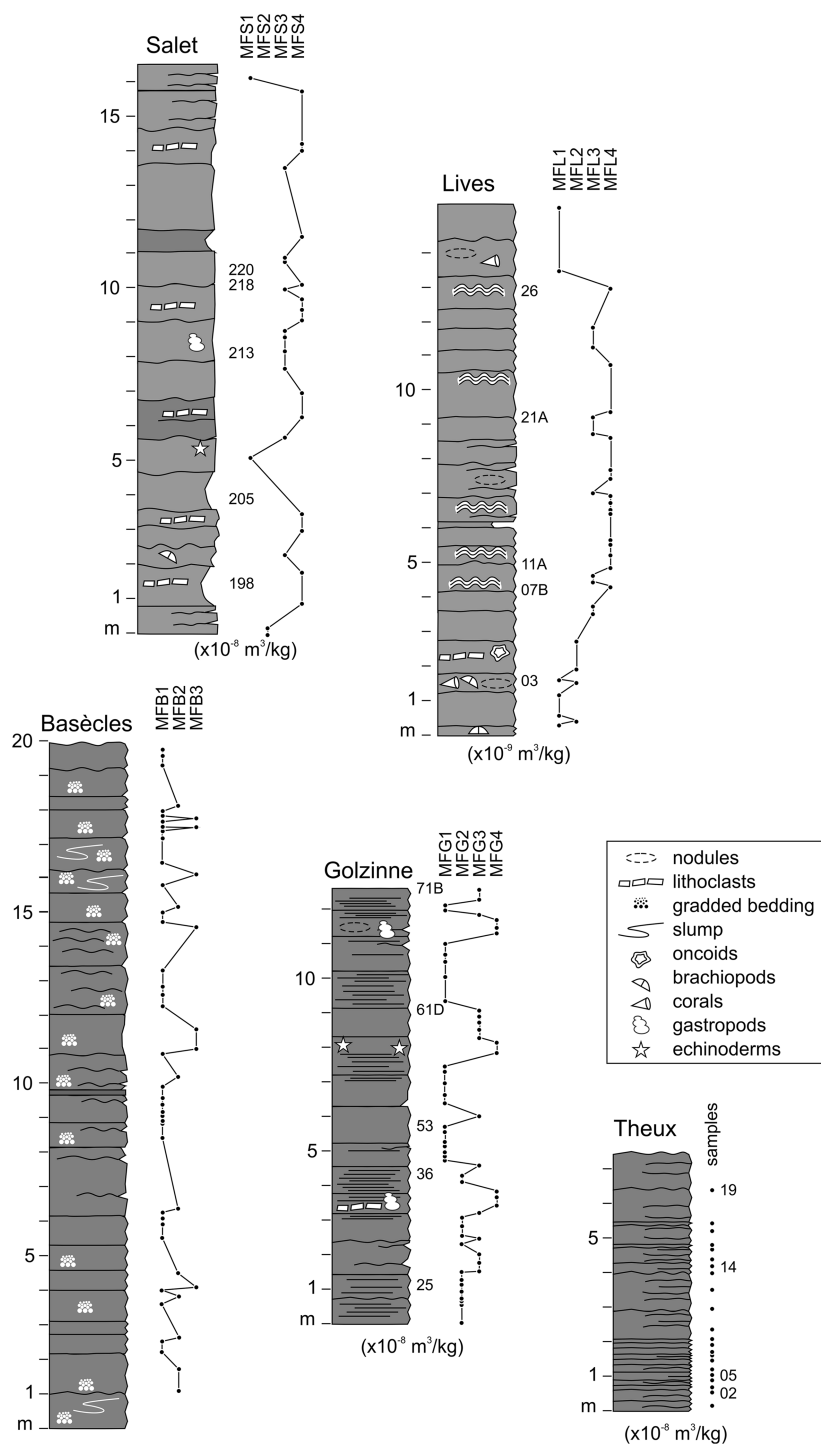 Salet
MFS1
MFS2
MFS3
MFS4
15
10
5
1
m
220
218
213
205
198
(x10⁻⁸ m³/kg)
Lives
MFL1
MFL2
MFL3
MFL4
10
5
1
m
26
21A
11A
07B
03
(x10⁻⁹ m³/kg)
Basècles
MFB1
MFB2
MFB3
20
15
10
5
1
m
Golzinne
MFG1
MFG2
MFG3
MFG4
10
5
1
m
71B
61D
53
36
25
(x10⁻⁸ m³/kg)
nodules
lithoclasts
gradded bedding
slump
oncoids
brachiopods
corals
gastropods
echinoderms
Theux
samples
5
1
m
19
14
05
02
(x10⁻⁸ m³/kg)